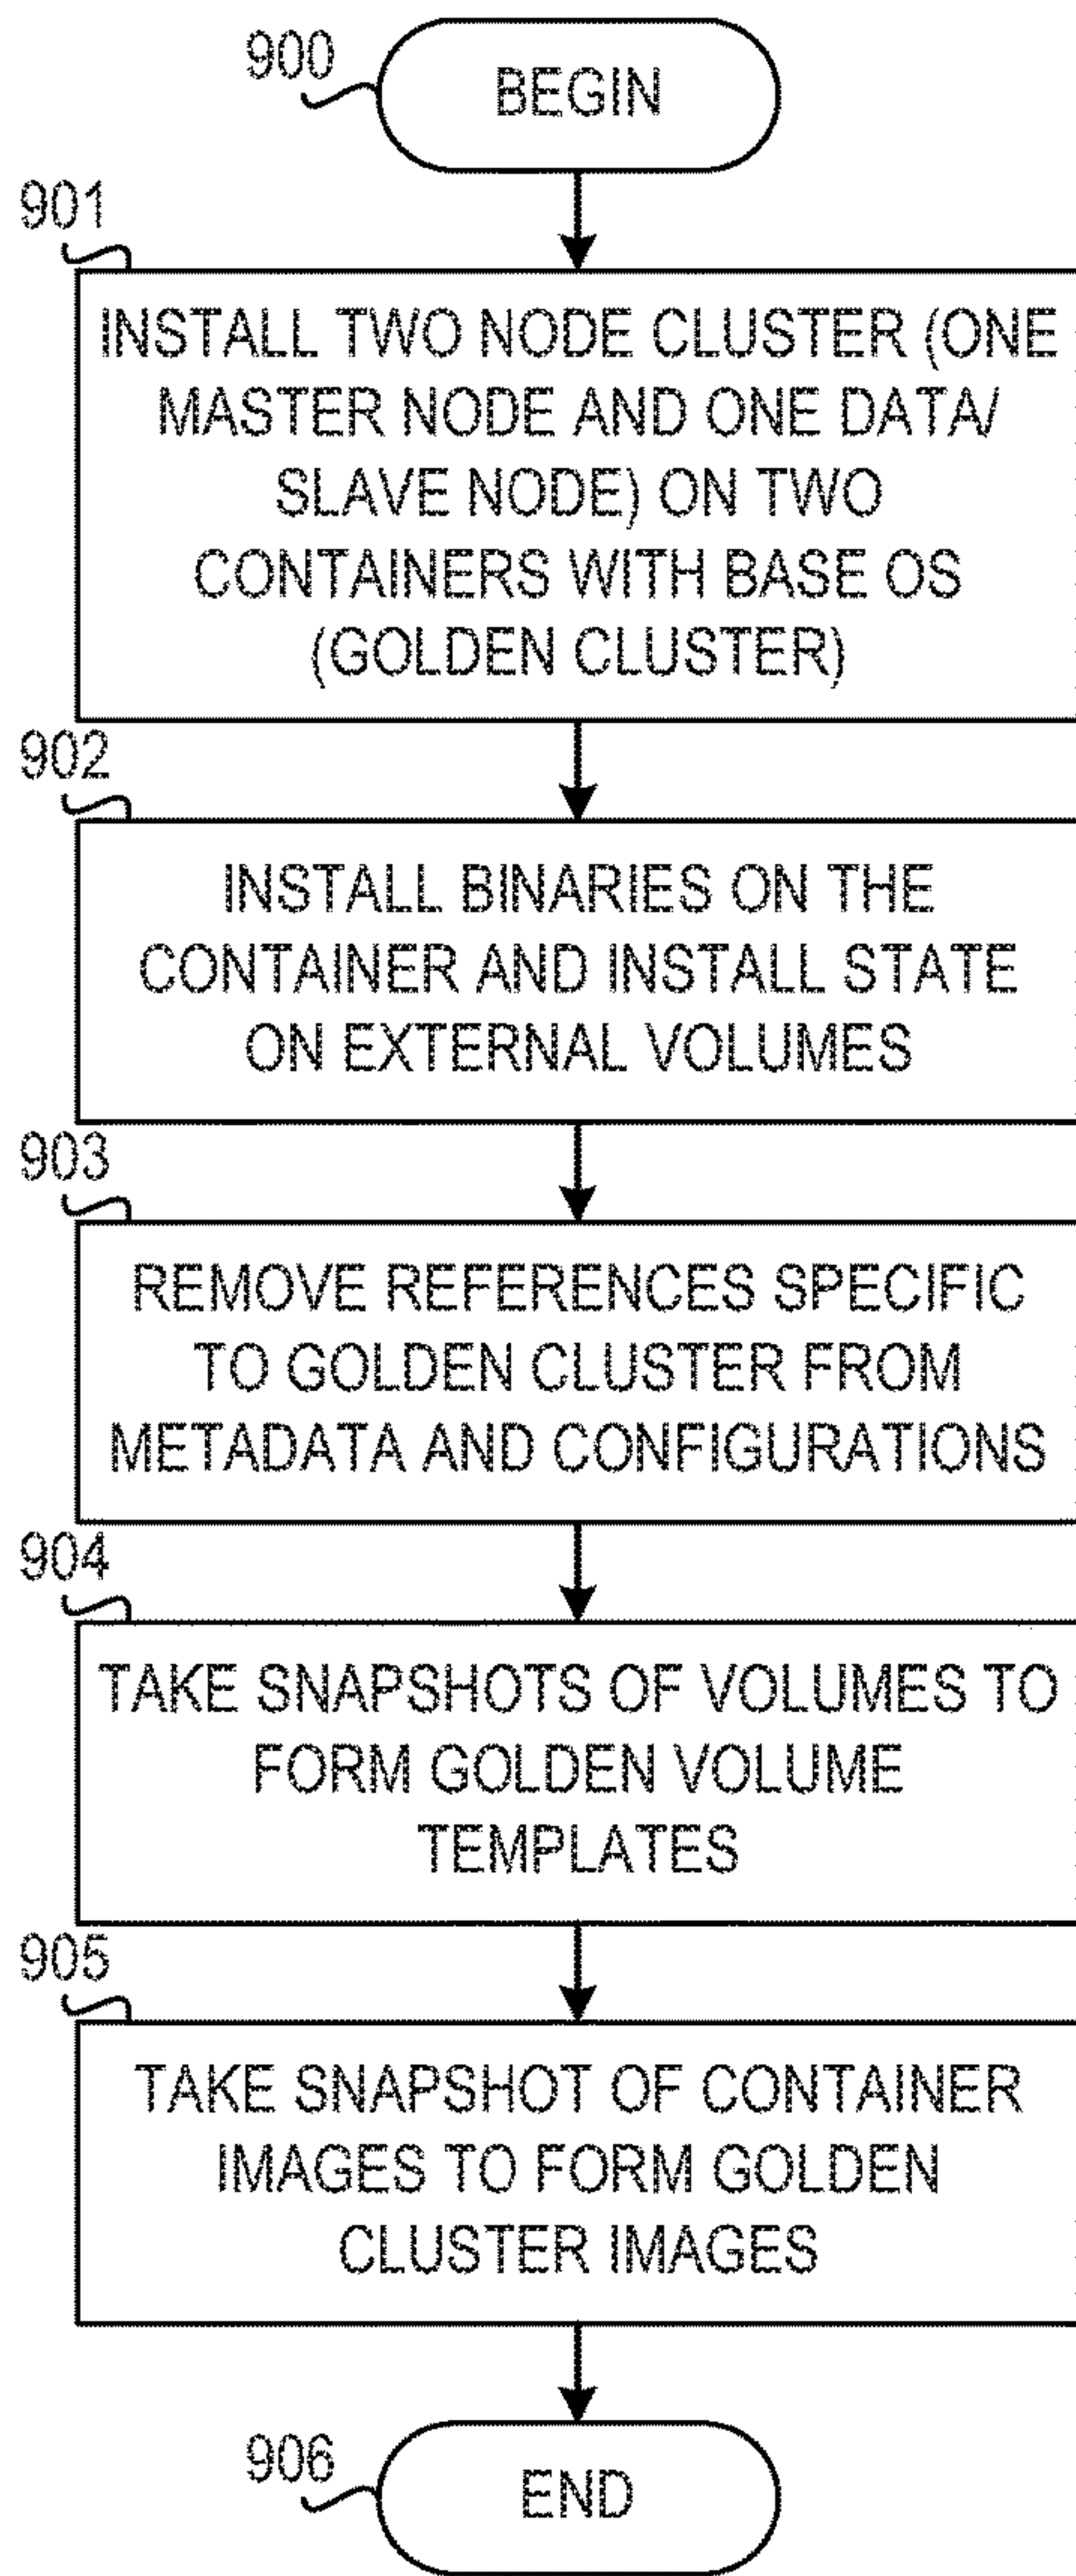 900
BEGIN
901
INSTALL TWO NODE CLUSTER (ONE
MASTER NODE AND ONE DATA/
SLAVE NODE) ON TWO
CONTAINERS WITH BASE OS
(GOLDEN CLUSTER)
902
INSTALL BINARIES ON THE
CONTAINER AND INSTALL STATE
ON EXTERNAL VOLUMES
903
REMOVE REFERENCES SPECIFIC
TO GOLDEN CLUSTER FROM
METADATA AND CONFIGURATIONS
904
TAKE SNAPSHOTS OF VOLUMES TO
FORM GOLDEN VOLUME
TEMPLATES
905
TAKE SNAPSHOT OF CONTAINER
IMAGES TO FORM GOLDEN
CLUSTER IMAGES
906
END